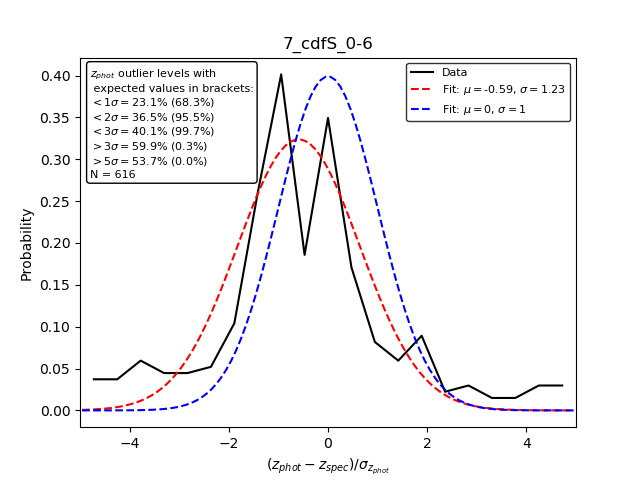 7_cdfS_0-6
z_phot outlier levels with
expected values in brackets:
<1σ=23.1% (68.3%)
<2σ=36.5% (95.5%)
<3σ=40.1% (99.7%)
>3σ=59.9% (0.3%)
>5σ=53.7% (0.0%)
N = 616
Data
Fit: μ=-0.59, σ=1.23
Fit: μ=0, σ=1
Probability
0.40
0.35
0.30
0.25
0.20
0.15
0.10
0.05
0.00
−4 −2 0 2 4
(z_phot − z_spec)/σ_z_phot